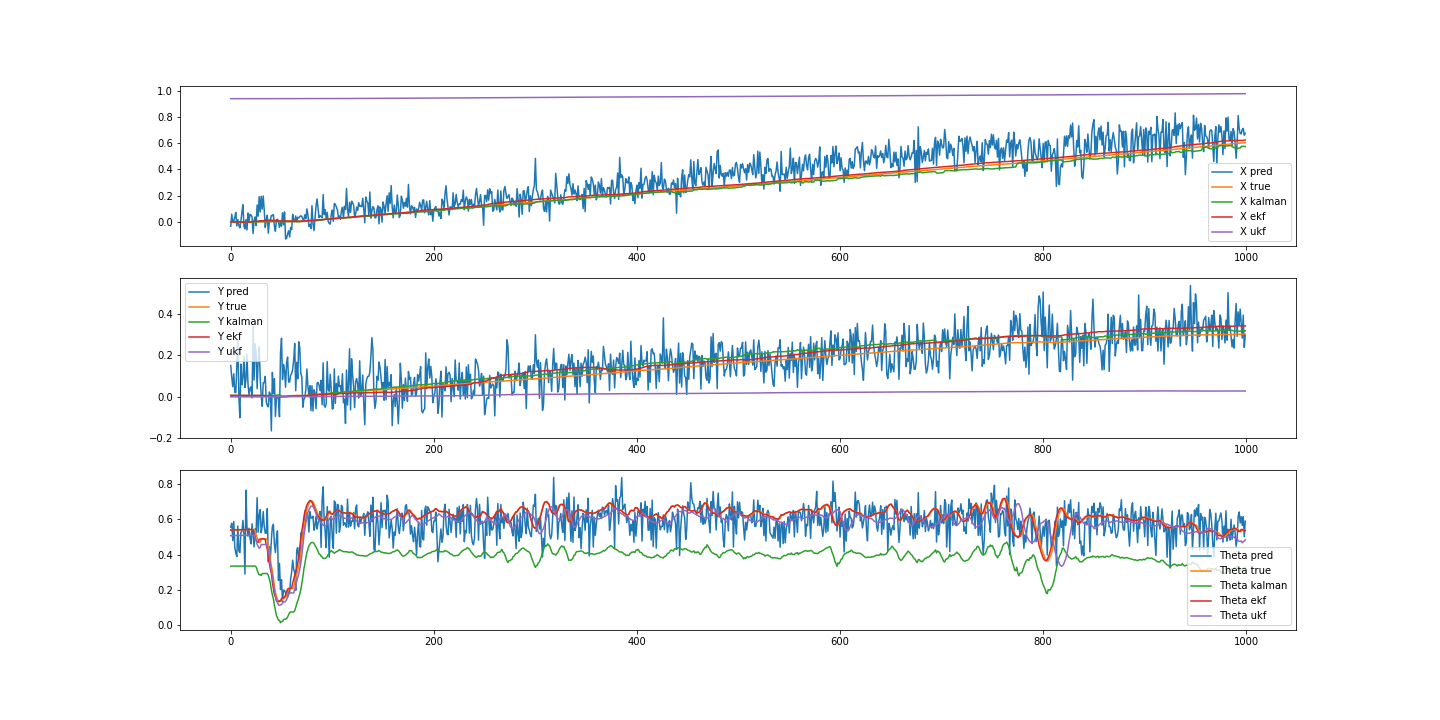 1.0
0.8
0.6
0.4
0.2
0.0
X pred
X true
X kalman
X ekf
X ukf
0 200 400 600 800 1000
0.4
0.2
0.0
−0.2
Y pred
Y true
Y kalman
Y ekf
Y ukf
0 200 400 600 800 1000
0.8
0.6
0.4
0.2
0.0
Theta pred
Theta true
Theta kalman
Theta ekf
Theta ukf
0 200 400 600 800 1000